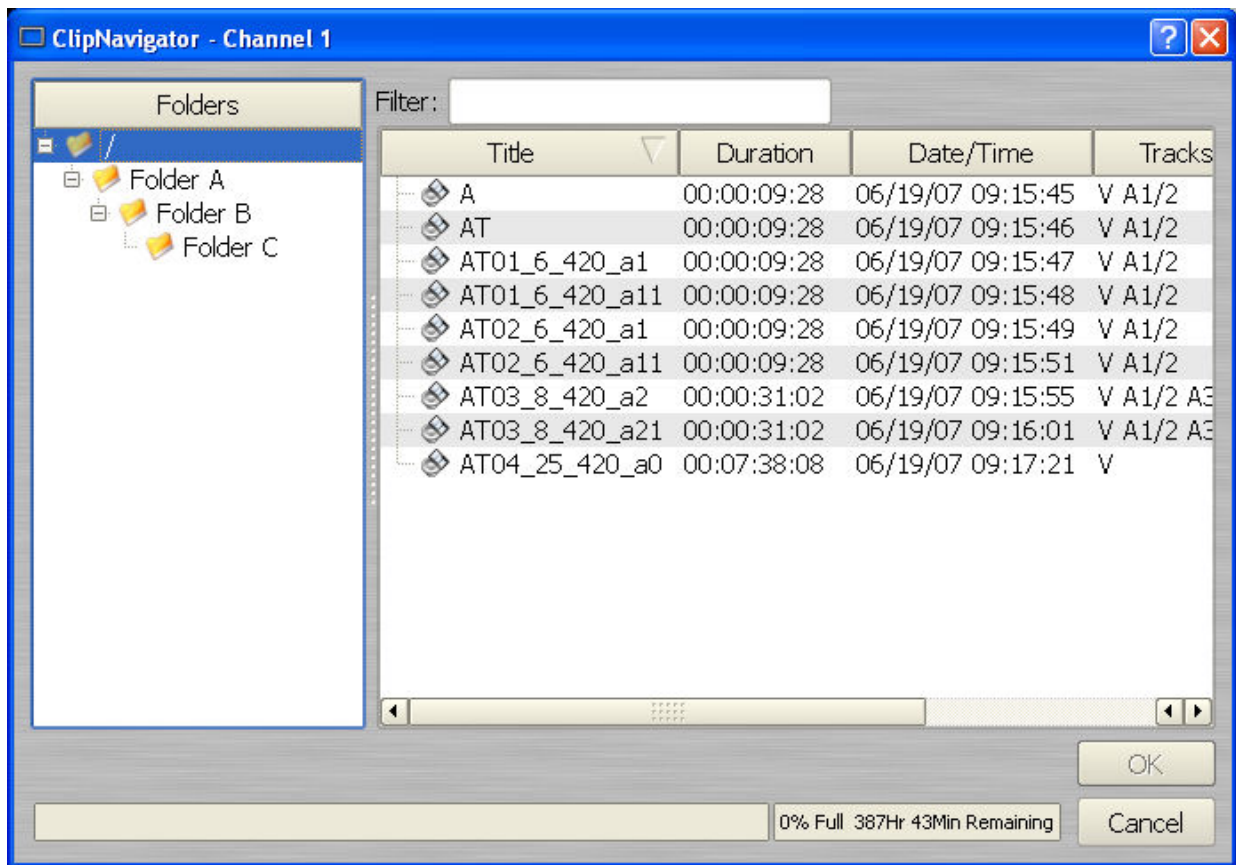 ClipNavigator - Channel 1
Folders
Filter:
/
Folder A
Folder B
Folder C
Title Duration Date/Time Tracks
A 00:00:09:28 06/19/07 09:15:45 V A1/2
AT 00:00:09:28 06/19/07 09:15:46 V A1/2
AT01_6_420_a1 00:00:09:28 06/19/07 09:15:47 V A1/2
AT01_6_420_a11 00:00:09:28 06/19/07 09:15:48 V A1/2
AT02_6_420_a1 00:00:09:28 06/19/07 09:15:49 V A1/2
AT02_6_420_a11 00:00:09:28 06/19/07 09:15:51 V A1/2
AT03_8_420_a2 00:00:31:02 06/19/07 09:15:55 V A1/2 A3
AT03_8_420_a21 00:00:31:02 06/19/07 09:16:01 V A1/2 A3
AT04_25_420_a0 00:07:38:08 06/19/07 09:17:21 V
OK
0% Full 387Hr 43Min Remaining
Cancel